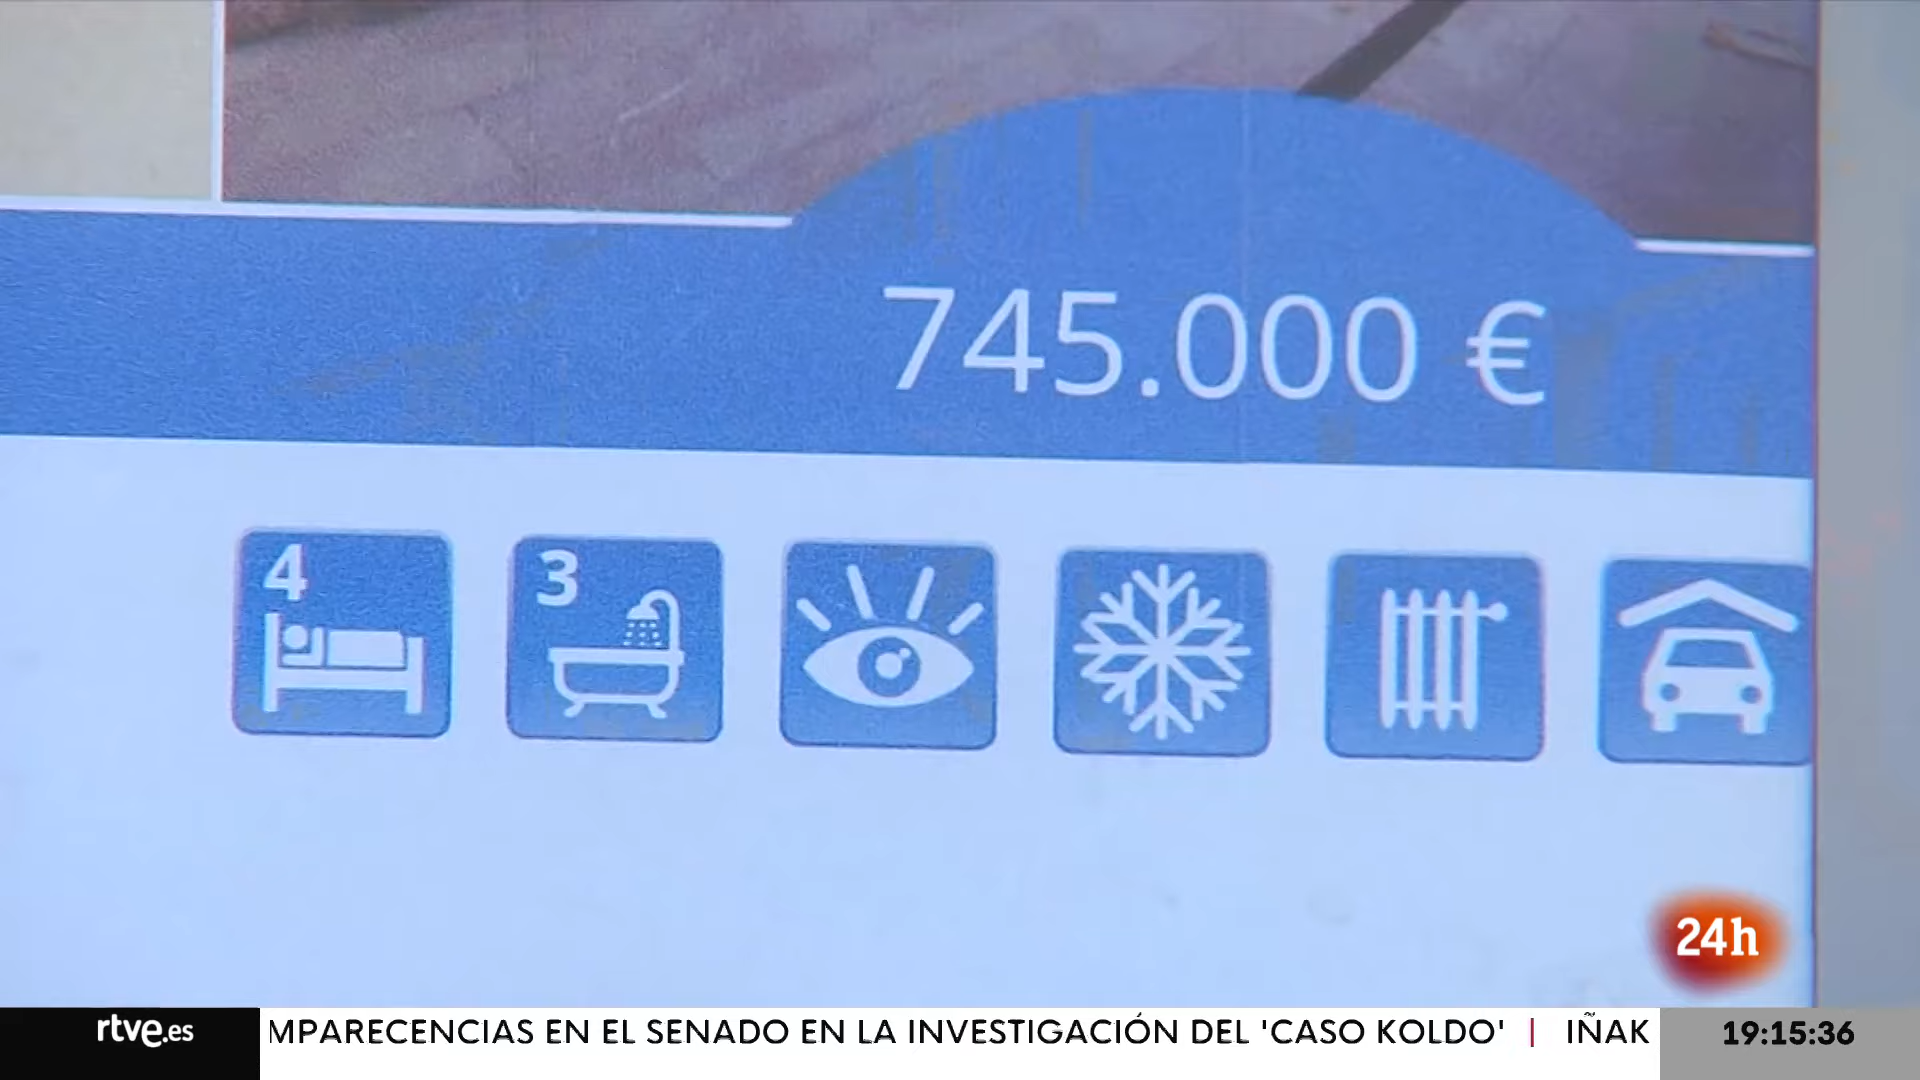 745.000 €
4
3
24h
rtve.es
MPARECENCIAS EN EL SENADO EN LA INVESTIGACIÓN DEL 'CASO KOLDO' | IÑAK
19:15:36